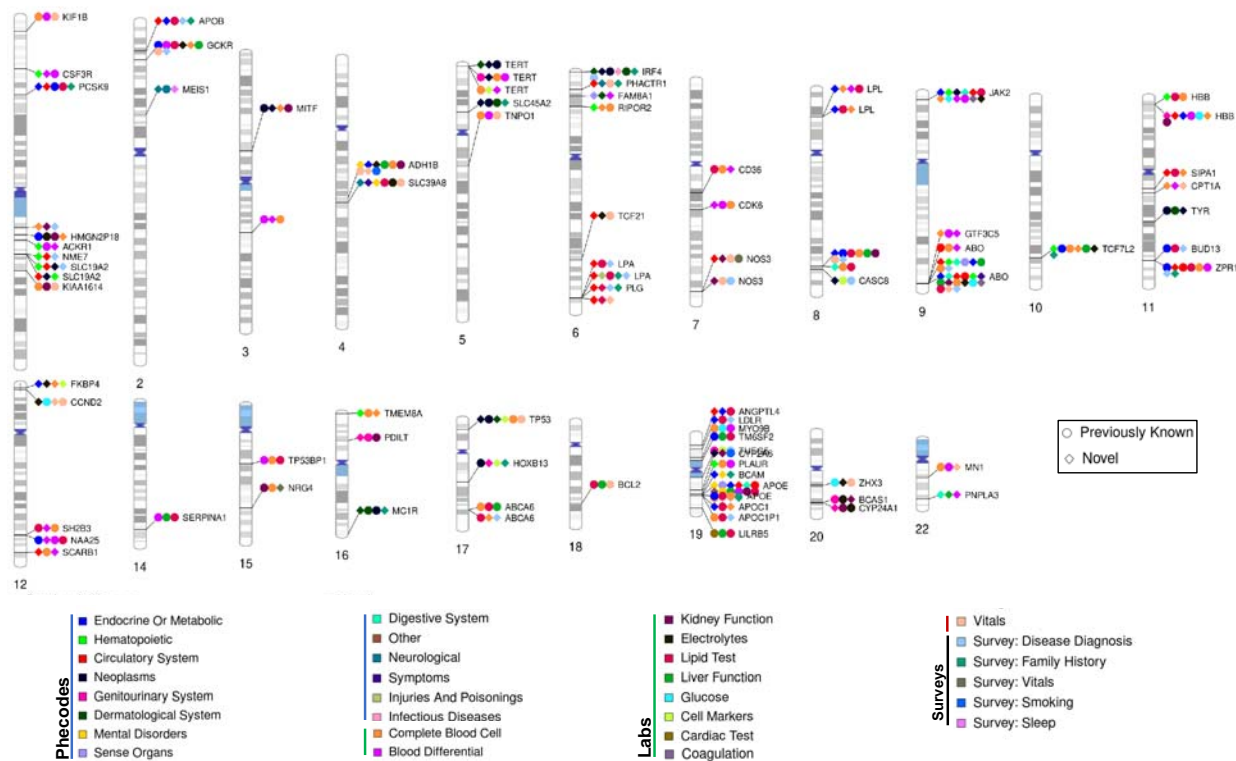 KIF1B
CSF3R
PCSK9
HMGN2P18
ACKR1
NME7
SLC19A2
SLC19A2
KIAA1614
APOB
GCKR
MEIS1
2
MITF
3
ADH1B
SLC39A8
4
TERT
TERT
TERT
SLC45A2
TNPO1
5
IRF4
PHACTR1
FAM8A1
RIPOR2
TCF21
LPA
LPA
PLG
6
CD36
CDK6
NOS3
NOS3
7
LPL
LPL
CASC8
8
JAK2
GTF3C5
ABO
ABO
9
TCF7L2
10
HBB
HBB
SIPA1
CPT1A
TYR
BUD13
ZPR1
11
FKBP4
CCND2
SH2B3
NAA25
SCARB1
12
SERPINA1
14
TP53BP1
NRG4
15
TMEM8A
PDILT
MC1R
16
TP53
HOXB13
ABCA6
ABCA6
17
BCL2
18
ANGPTL4
LDLR
MYO9B
TM6SF2
CYP2A6
PLAUR
BCAM
APOE
APOE
APOC1
APOC1P1
LILRB5
19
ZHX3
BCAS1
CYP24A1
20
MN1
PNPLA3
22
Previously Known
Novel
Phecodes
Endocrine Or Metabolic
Hematopoietic
Circulatory System
Neoplasms
Genitourinary System
Dermatological System
Mental Disorders
Sense Organs
Digestive System
Other
Neurological
Symptoms
Injuries And Poisonings
Infectious Diseases
Complete Blood Cell
Blood Differential
Labs
Kidney Function
Electrolytes
Lipid Test
Liver Function
Glucose
Cell Markers
Cardiac Test
Coagulation
Vitals
Surveys
Survey: Disease Diagnosis
Survey: Family History
Survey: Vitals
Survey: Smoking
Survey: Sleep